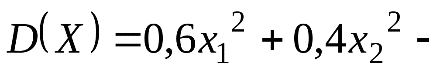 D(X) = 0,6x₁² + 0,4x₂² -